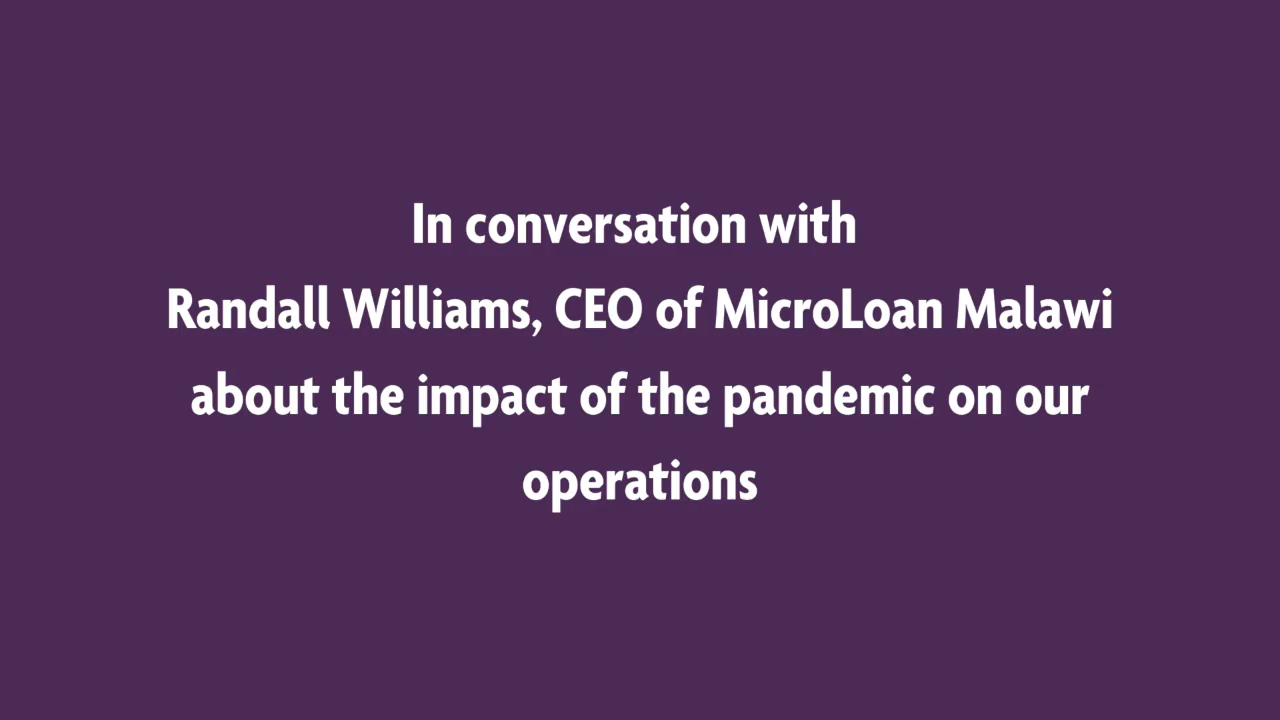 In conversation with
Randall Williams, CEO of MicroLoan Malawi
about the impact of the pandemic on our
operations